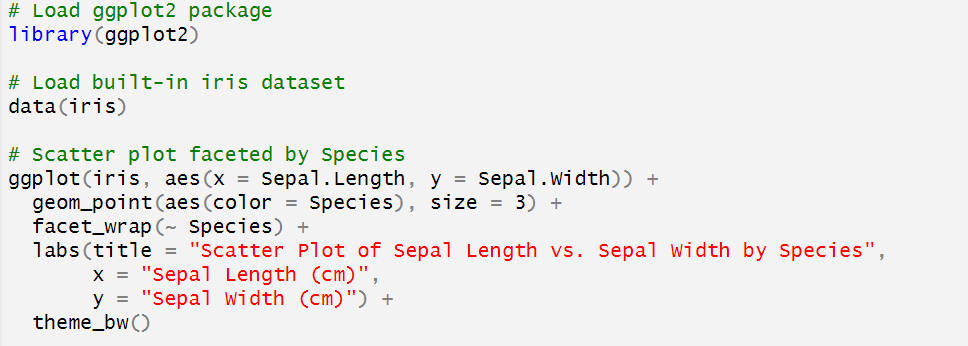 # Load ggplot2 package
library(ggplot2)

# Load built-in iris dataset
data(iris)

# Scatter plot faceted by Species
ggplot(iris, aes(x = Sepal.Length, y = Sepal.Width)) +
  geom_point(aes(color = Species), size = 3) +
  facet_wrap(~ Species) +
  labs(title = "Scatter Plot of Sepal Length vs. Sepal Width by Species",
       x = "Sepal Length (cm)",
       y = "Sepal Width (cm)") +
  theme_bw()